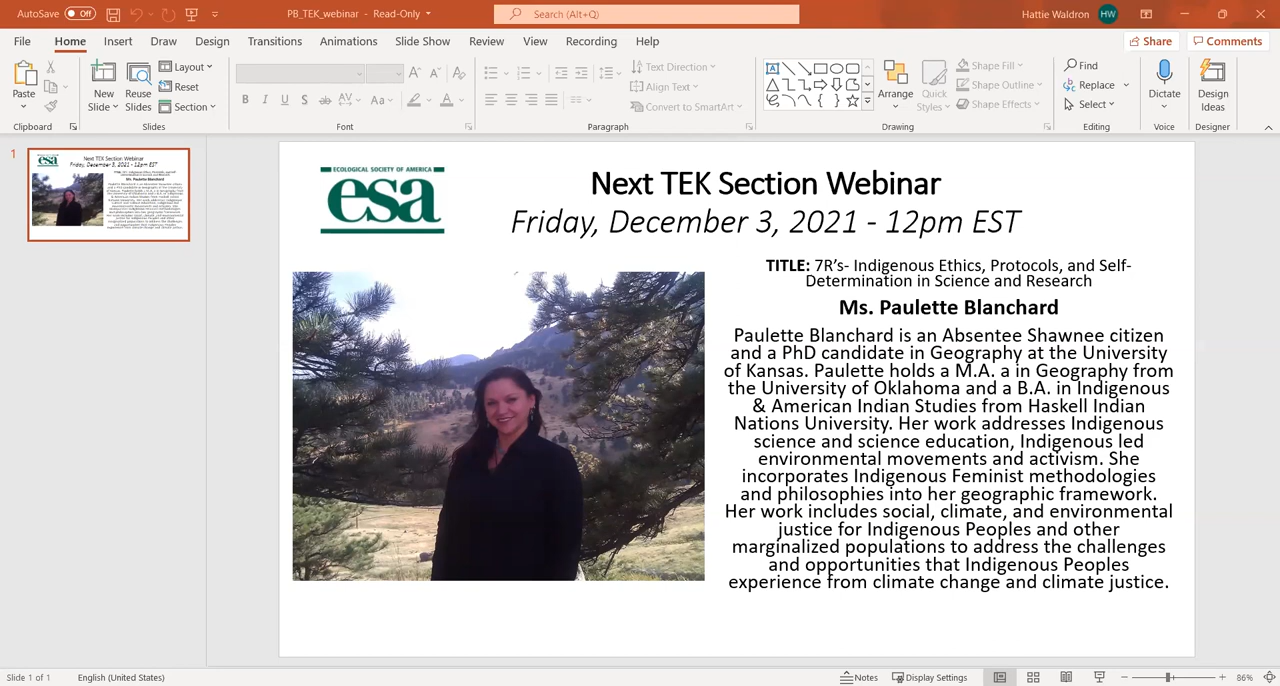 AutoSave Off PB_TEK_webinar - Read-Only Search (Alt+Q) Hattie Waldron HW
File Home Insert Draw Design Transitions Animations Slide Show Review View Recording Help Share Comments
Paste New Slide Reuse Slides Layout Reset Section Text Direction Align Text Convert to SmartArt Arrange Quick Styles Shape Fill Shape Outline Shape Effects Find Replace Select Dictate Design Ideas
Clipboard Slides Font Paragraph Drawing Editing Voice Designer
1
ECOLOGICAL SOCIETY OF AMERICA
esa
Next TEK Section Webinar
Friday, December 3, 2021 - 12pm EST
TITLE: 7R's- Indigenous Ethics, Protocols, and Self-
Determination in Science and Research
Ms. Paulette Blanchard
Paulette Blanchard is an Absentee Shawnee citizen
and a PhD candidate in Geography at the University
of Kansas. Paulette holds a M.A. a in Geography from
the University of Oklahoma and a B.A. in Indigenous
& American Indian Studies from Haskell Indian
Nations University. Her work addresses Indigenous
science and science education, Indigenous led
environmental movements and activism. She
incorporates Indigenous Feminist methodologies
and philosophies into her geographic framework.
Her work includes social, climate, and environmental
justice for Indigenous Peoples and other
marginalized populations to address the challenges
and opportunities that Indigenous Peoples
experience from climate change and climate justice.
Slide 1 of 1 English (United States) Notes Display Settings 86%